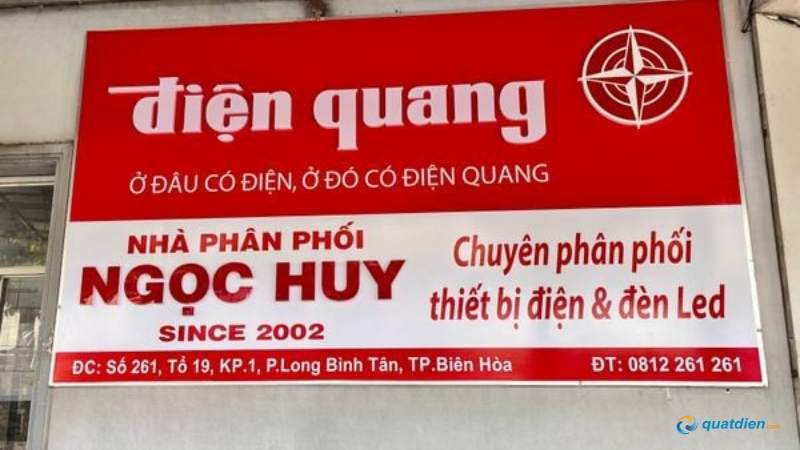 điện quang
Ở ĐÂU CÓ ĐIỆN, Ở ĐÓ CÓ ĐIỆN QUANG
NHÀ PHÂN PHỐI
NGỌC HUY
SINCE 2002
Chuyên phân phối
thiết bị điện & đèn Led
ĐC: Số 261, Tổ 19, KP.1, P.Long Bình Tân, TP.Biên Hòa
ĐT: 0812 261 261
quatdien.com